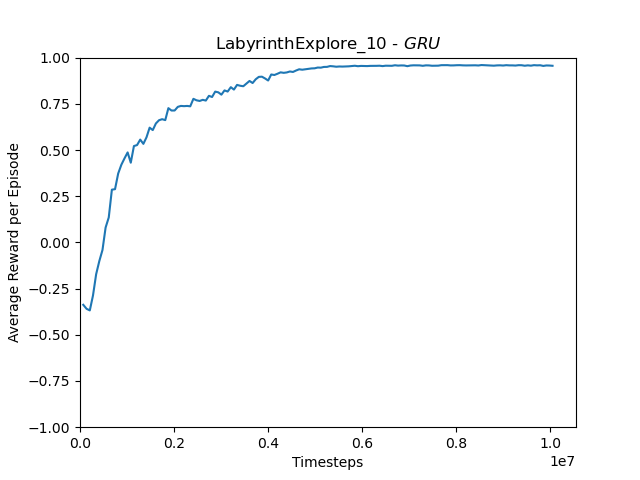 LabyrinthExplore_10 - GRU
1.00
0.75
0.50
0.25
0.00
−0.25
−0.50
−0.75
−1.00
Average Reward per Episode
0.0 0.2 0.4 0.6 0.8 1.0
1e7
Timesteps